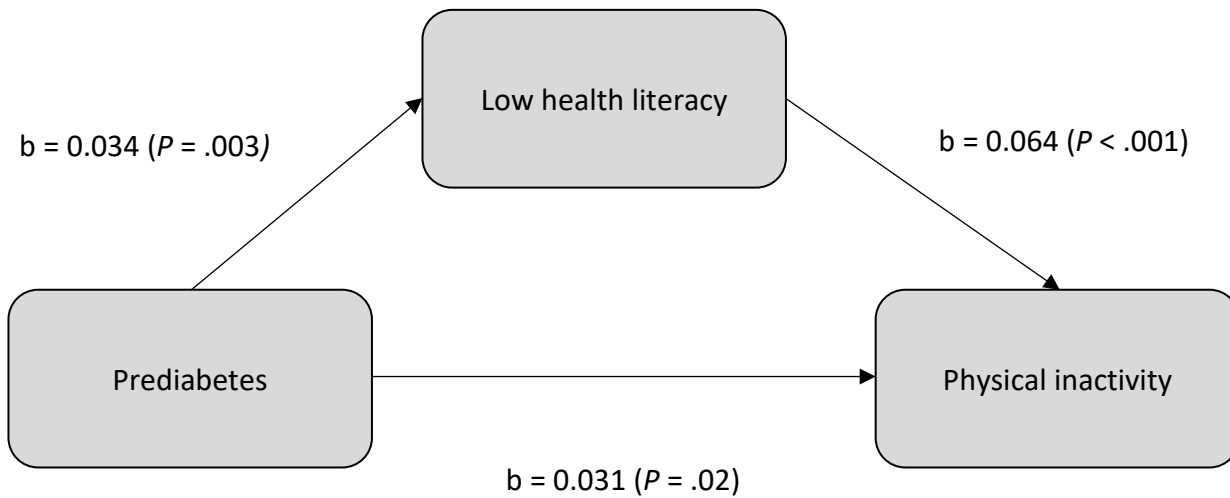 Low health literacy
b = 0.034 (P = .003)
b = 0.064 (P < .001)
Prediabetes
Physical inactivity
b = 0.031 (P = .02)